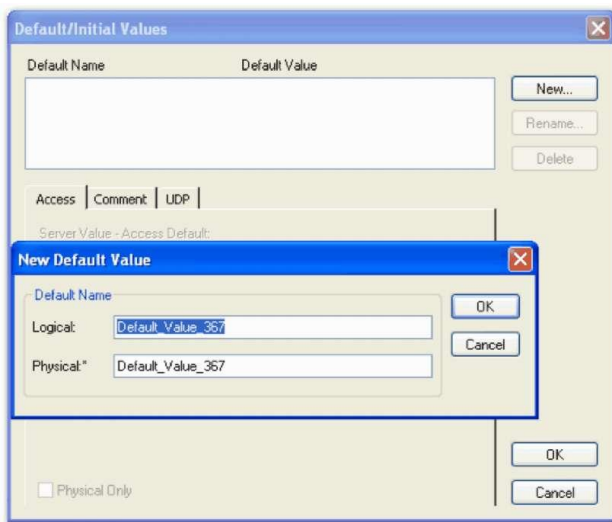 Default/Initial Values
Default Name Default Value
New...
Rename...
Delete
Access Comment UDP
Server Value - Access Default:
New Default Value
Default Name
Logical: Default_Value_367
Physical:* Default_Value_367
OK
Cancel
Physical Only
OK
Cancel